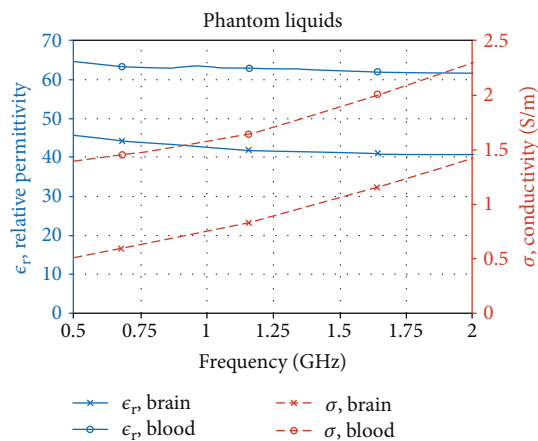 Phantom liquids
70
60
50
40
30
20
10
0
ϵr, relative permittivity
2.5
2
1.5
1
0.5
0
σ, conductivity (S/m)
0.5 0.75 1 1.25 1.5 1.75 2
Frequency (GHz)
ϵr, brain σ, brain
ϵr, blood σ, blood